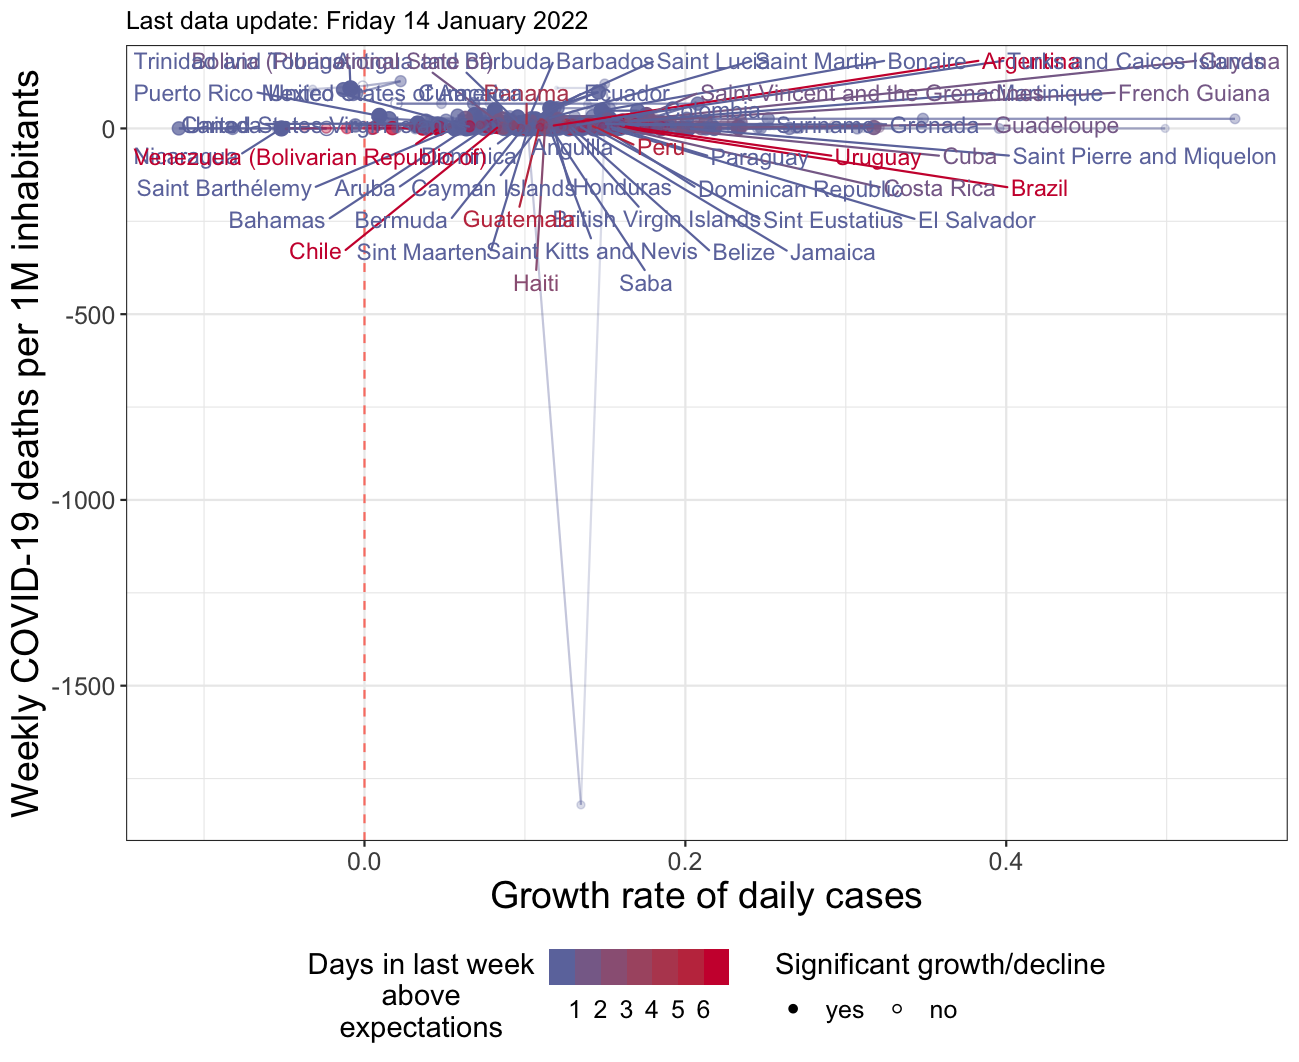 Last data update: Friday 14 January 2022
Weekly COVID-19 deaths per 1M inhabitants
Trinidad and Tobago Bolivia (Plurinational State of) Antigua and Barbuda Barbados Saint Lucia Saint Martin Bonaire Argentina Turks and Caicos Islands Guyana
Puerto Rico Mexico United States of America Curacao Panama Ecuador Saint Vincent and the Grenadines Martinique French Guiana
Colombia
0
Canada United States Virgin Suriname Grenada Guadeloupe
Anguilla Peru
Nicaragua Venezuela (Bolivarian Republic of) Dominica Paraguay Uruguay Cuba Saint Pierre and Miquelon
Saint Barthélemy Aruba Cayman Islands Honduras Dominican Republic Costa Rica Brazil
Bahamas Bermuda Guatemala British Virgin Islands Sint Eustatius El Salvador
Chile Sint Maarten Saint Kitts and Nevis Belize Jamaica
Haiti Saba
-500
-1000
-1500
0.0 0.2 0.4
Growth rate of daily cases
Days in last week
above
expectations
1 2 3 4 5 6
Significant growth/decline
yes no